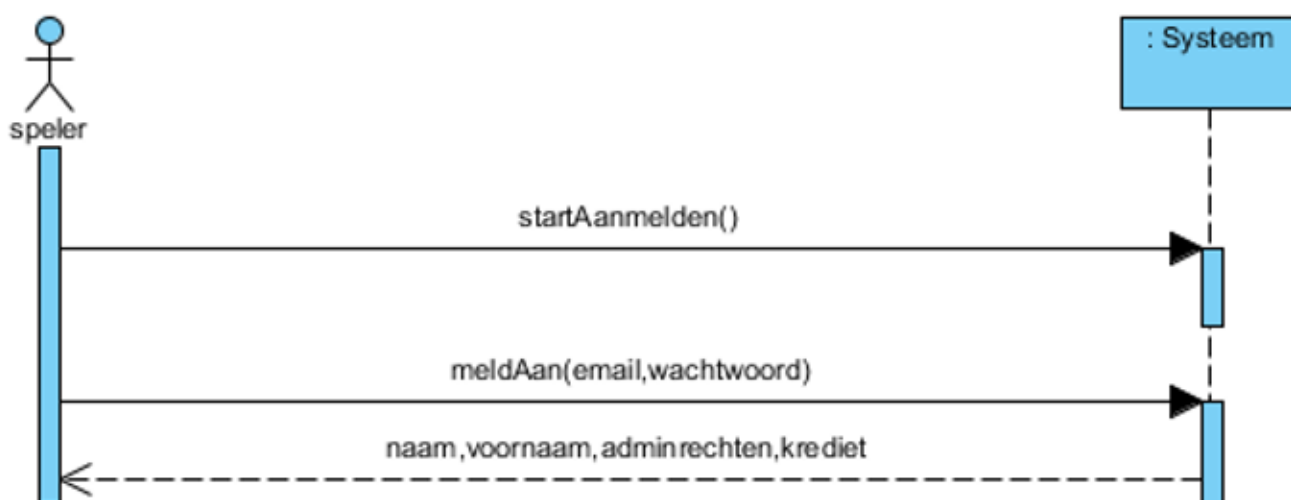 : Systeem
speler
startAanmelden()
meldAan(email,wachtwoord)
naam,voornaam,adminrechten,krediet